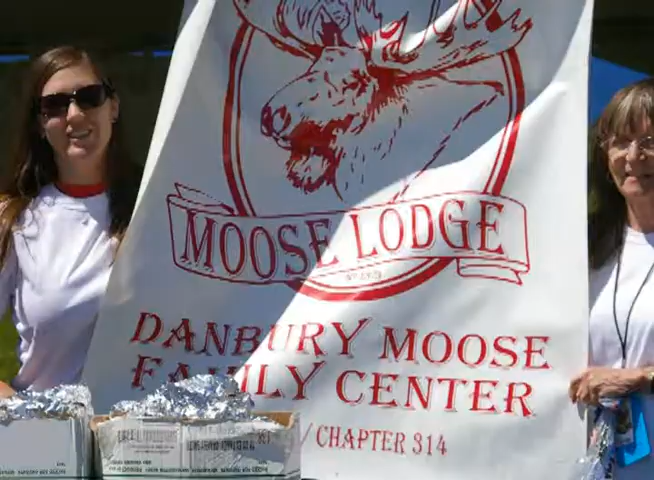 MOOSE LODGE
DANBURY MOOSE
FAMILY CENTER
/ CHAPTER 314